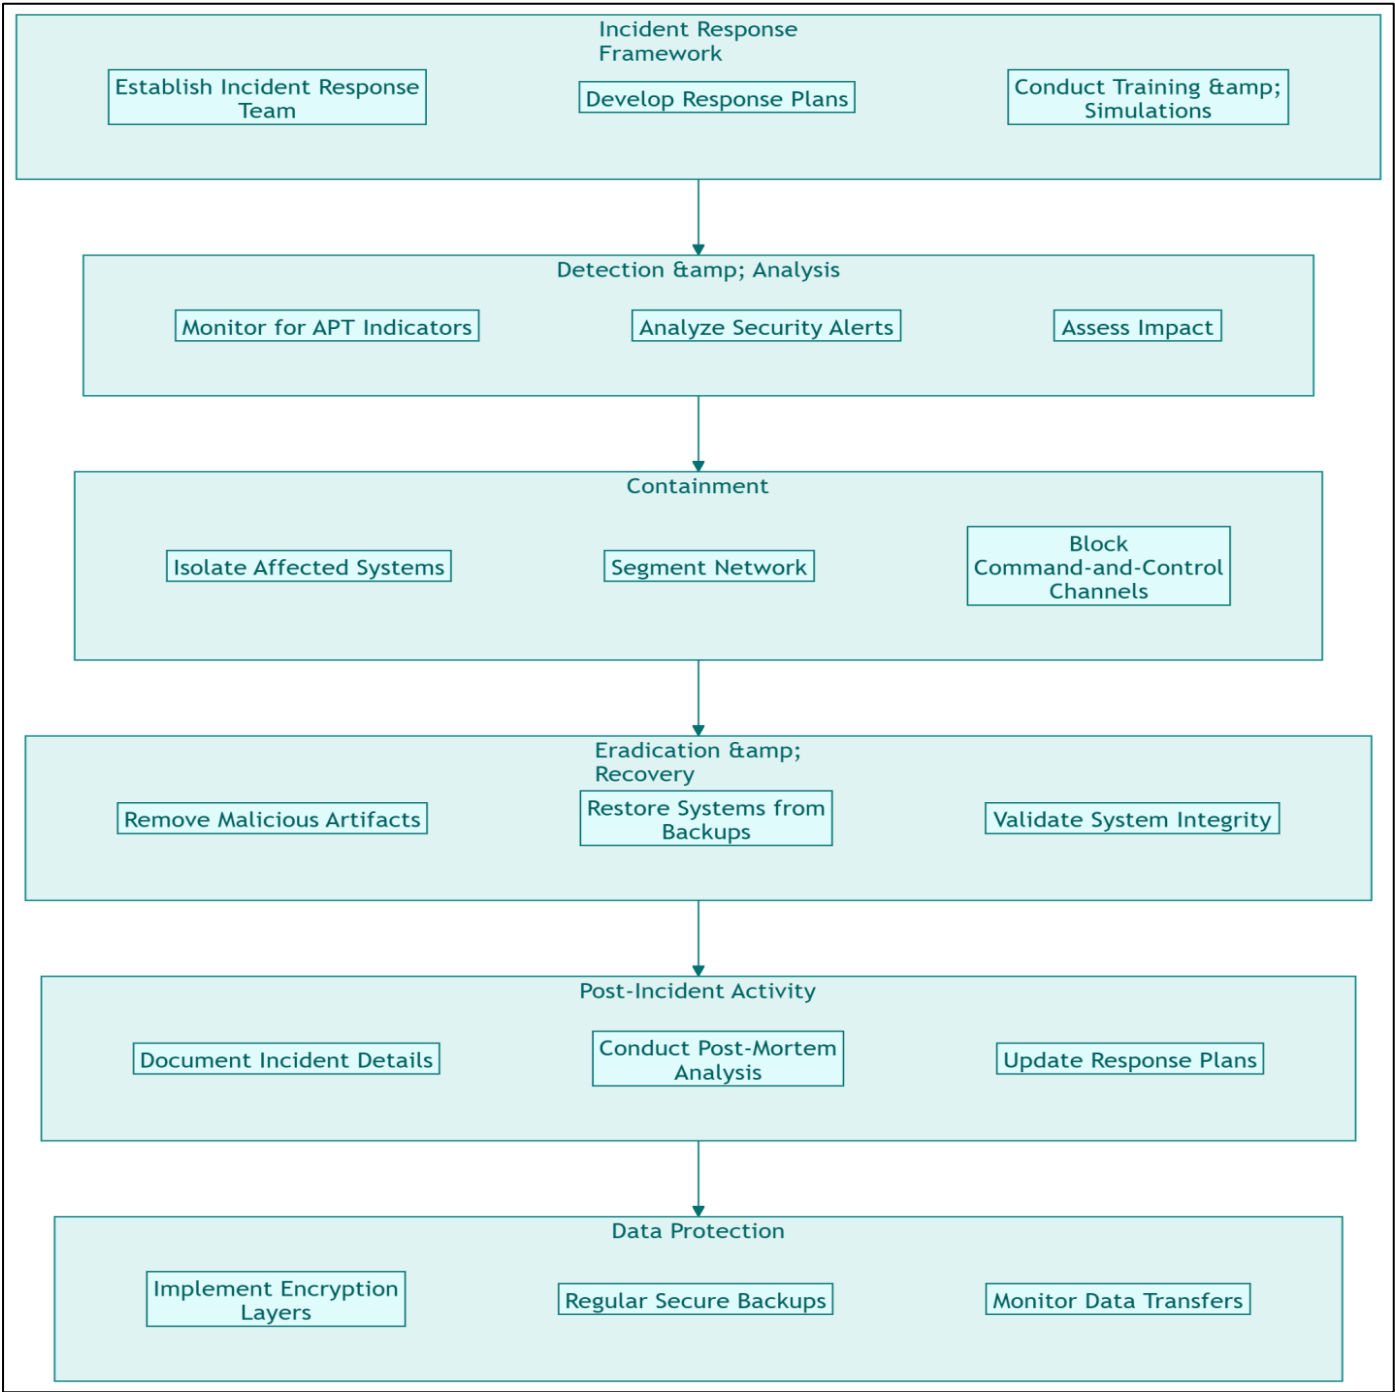 Incident Response
Framework
Establish Incident Response
Team
Develop Response Plans
Conduct Training &amp;
Simulations
Detection &amp; Analysis
Monitor for APT Indicators
Analyze Security Alerts
Assess Impact
Containment
Isolate Affected Systems
Segment Network
Block
Command-and-Control
Channels
Eradication &amp;
Recovery
Remove Malicious Artifacts
Restore Systems from
Backups
Validate System Integrity
Post-Incident Activity
Document Incident Details
Conduct Post-Mortem
Analysis
Update Response Plans
Data Protection
Implement Encryption
Layers
Regular Secure Backups
Monitor Data Transfers